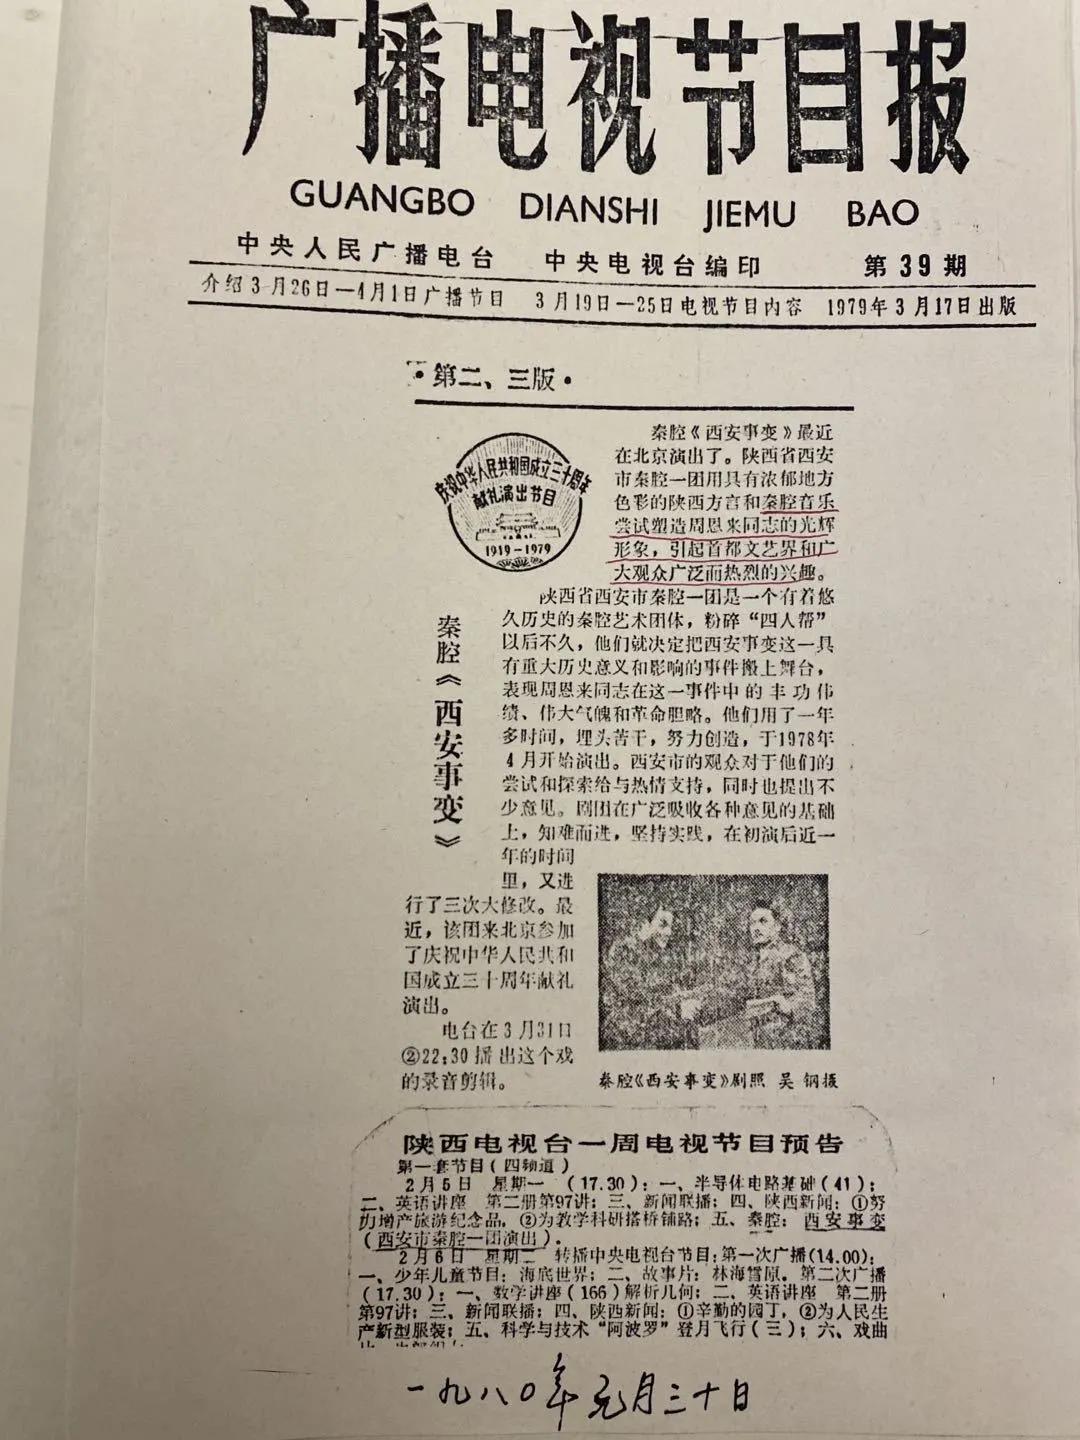 广播电视节目报
GUANGBO DIANSHI JIEMU BAO
中央人民广播电台 中央电视台编印 第39期
介绍3月26日—4月1日广播节目 3月19日—25日电视节目内容 1979年3月17日出版
·第二、三版·
庆祝中华人民共和国成立三十周年
献礼演出节目
1949-1979
秦腔《西安事变》
秦腔《西安事变》最近
在北京演出了。陕西省西安
市秦腔一团用具有浓郁地方
色彩的陕西方言和秦腔音乐
尝试塑造周恩来同志的光辉
形象，引起首都文艺界和广
大观众广泛而热烈的兴趣。
陕西省西安市秦腔一团是一个有着悠
久历史的秦腔艺术团体，粉碎“四人帮”
以后不久，他们就决定把西安事变这一具
有重大历史意义和影响的事件搬上舞台，
表现周恩来同志在这一事件中的丰功伟
绩、伟大气魄和革命胆略。他们用了一年
多时间，埋头苦干，努力创造，于1978年
4月开始演出。西安市的观众对于他们的
尝试和探索给与热情支持，同时也提出不
少意见。剧团在广泛吸收各种意见的基础
上，知难而进，坚持实践，在初演后近一
年的时间
里，又进
行了三次大修改。最
近，该团来北京参加
了庆祝中华人民共和
国成立三十周年献礼
演出。
电台在3月31日
②22:30播出这个戏
的录音剪辑。
秦腔《西安事变》剧照 吴 钢摄
陕西电视台一周电视节目预告
第一套节目(四频道)
2月5日 星期一 (17.30)：一、半导体电路基础(41)；
二、英语讲座 第二册第97讲；三、新闻联播；四、陕西新闻：①努
力增产旅游纪念品，②为教学科研搭桥铺路；五、秦腔：西安事变
(西安市秦腔一团演出)。
2月6日 星期二 转播中央电视台节目：第一次广播(14.00)：
一、少年儿童节目：海底世界；二、故事片：林海雪原。第二次广播
(17.30)：一、数学讲座(166)解析几何；二、英语讲座 第二册
第97讲；三、新闻联播；四、陕西新闻：①辛勤的园丁，②为人民生
产新型服装；五、科学与技术“阿波罗”登月飞行(三)；六、戏曲
一九八〇年元月三十日